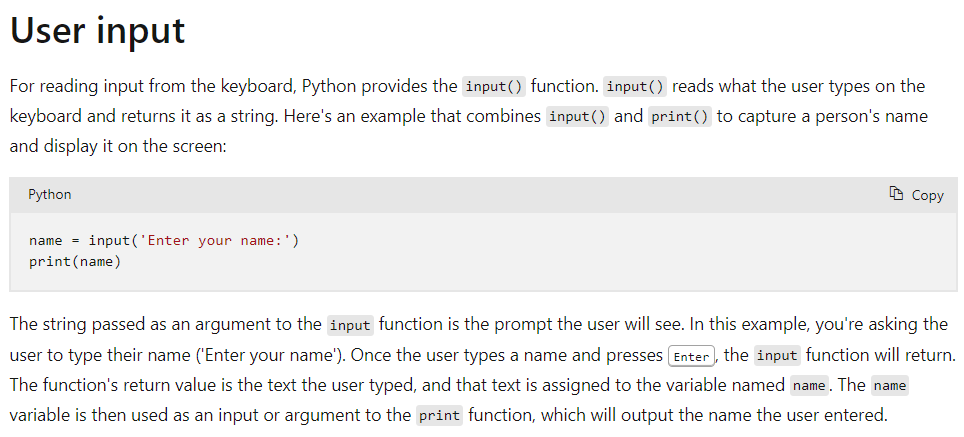 User input
For reading input from the keyboard, Python provides the input() function. input() reads what the user types on the
keyboard and returns it as a string. Here's an example that combines input() and print() to capture a person's name
and display it on the screen:
Python
Copy
name = input('Enter your name:')
print(name)
The string passed as an argument to the input function is the prompt the user will see. In this example, you're asking the
user to type their name ('Enter your name'). Once the user types a name and presses Enter, the input function will return.
The function's return value is the text the user typed, and that text is assigned to the variable named name. The name
variable is then used as an input or argument to the print function, which will output the name the user entered.